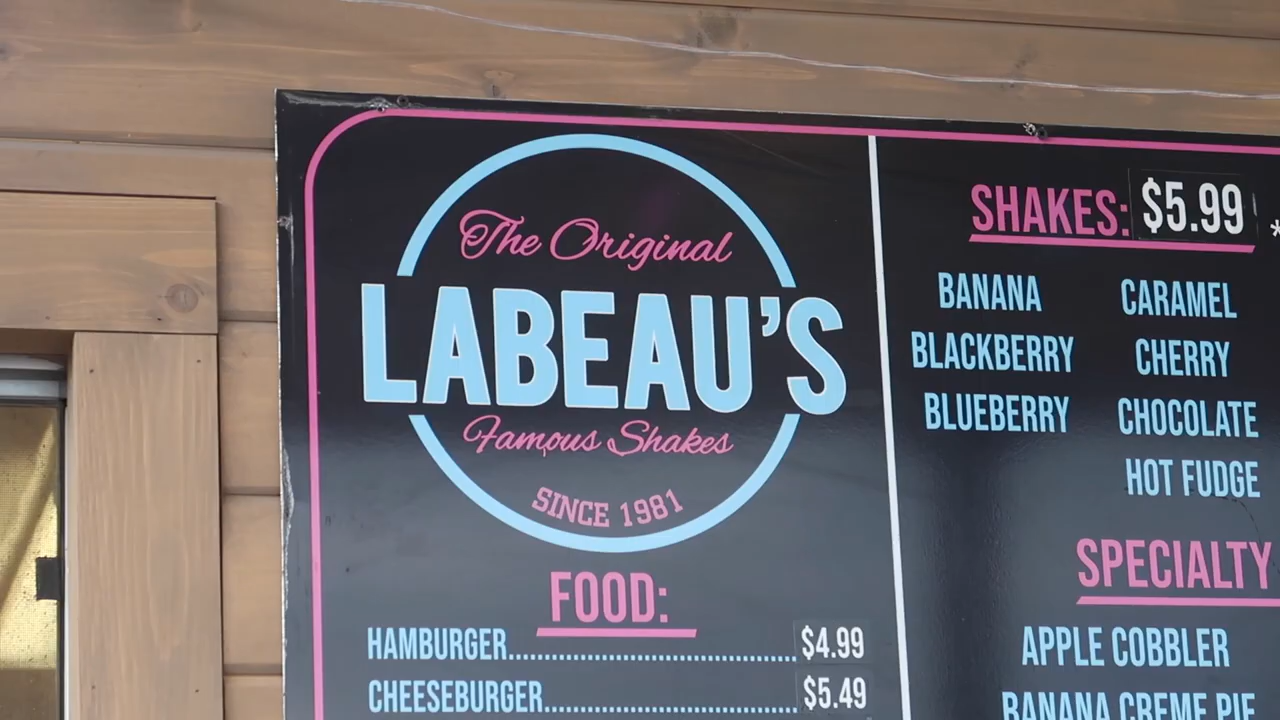 The Original
LABEAU'S
Famous Shakes
SINCE 1981
FOOD:
HAMBURGER.......................................... $4.99
CHEESEBURGER..................................... $5.49
SHAKES: $5.99 *
BANANA CARAMEL
BLACKBERRY CHERRY
BLUEBERRY CHOCOLATE
HOT FUDGE
SPECIALTY
APPLE COBBLER
BANANA CREME PIE